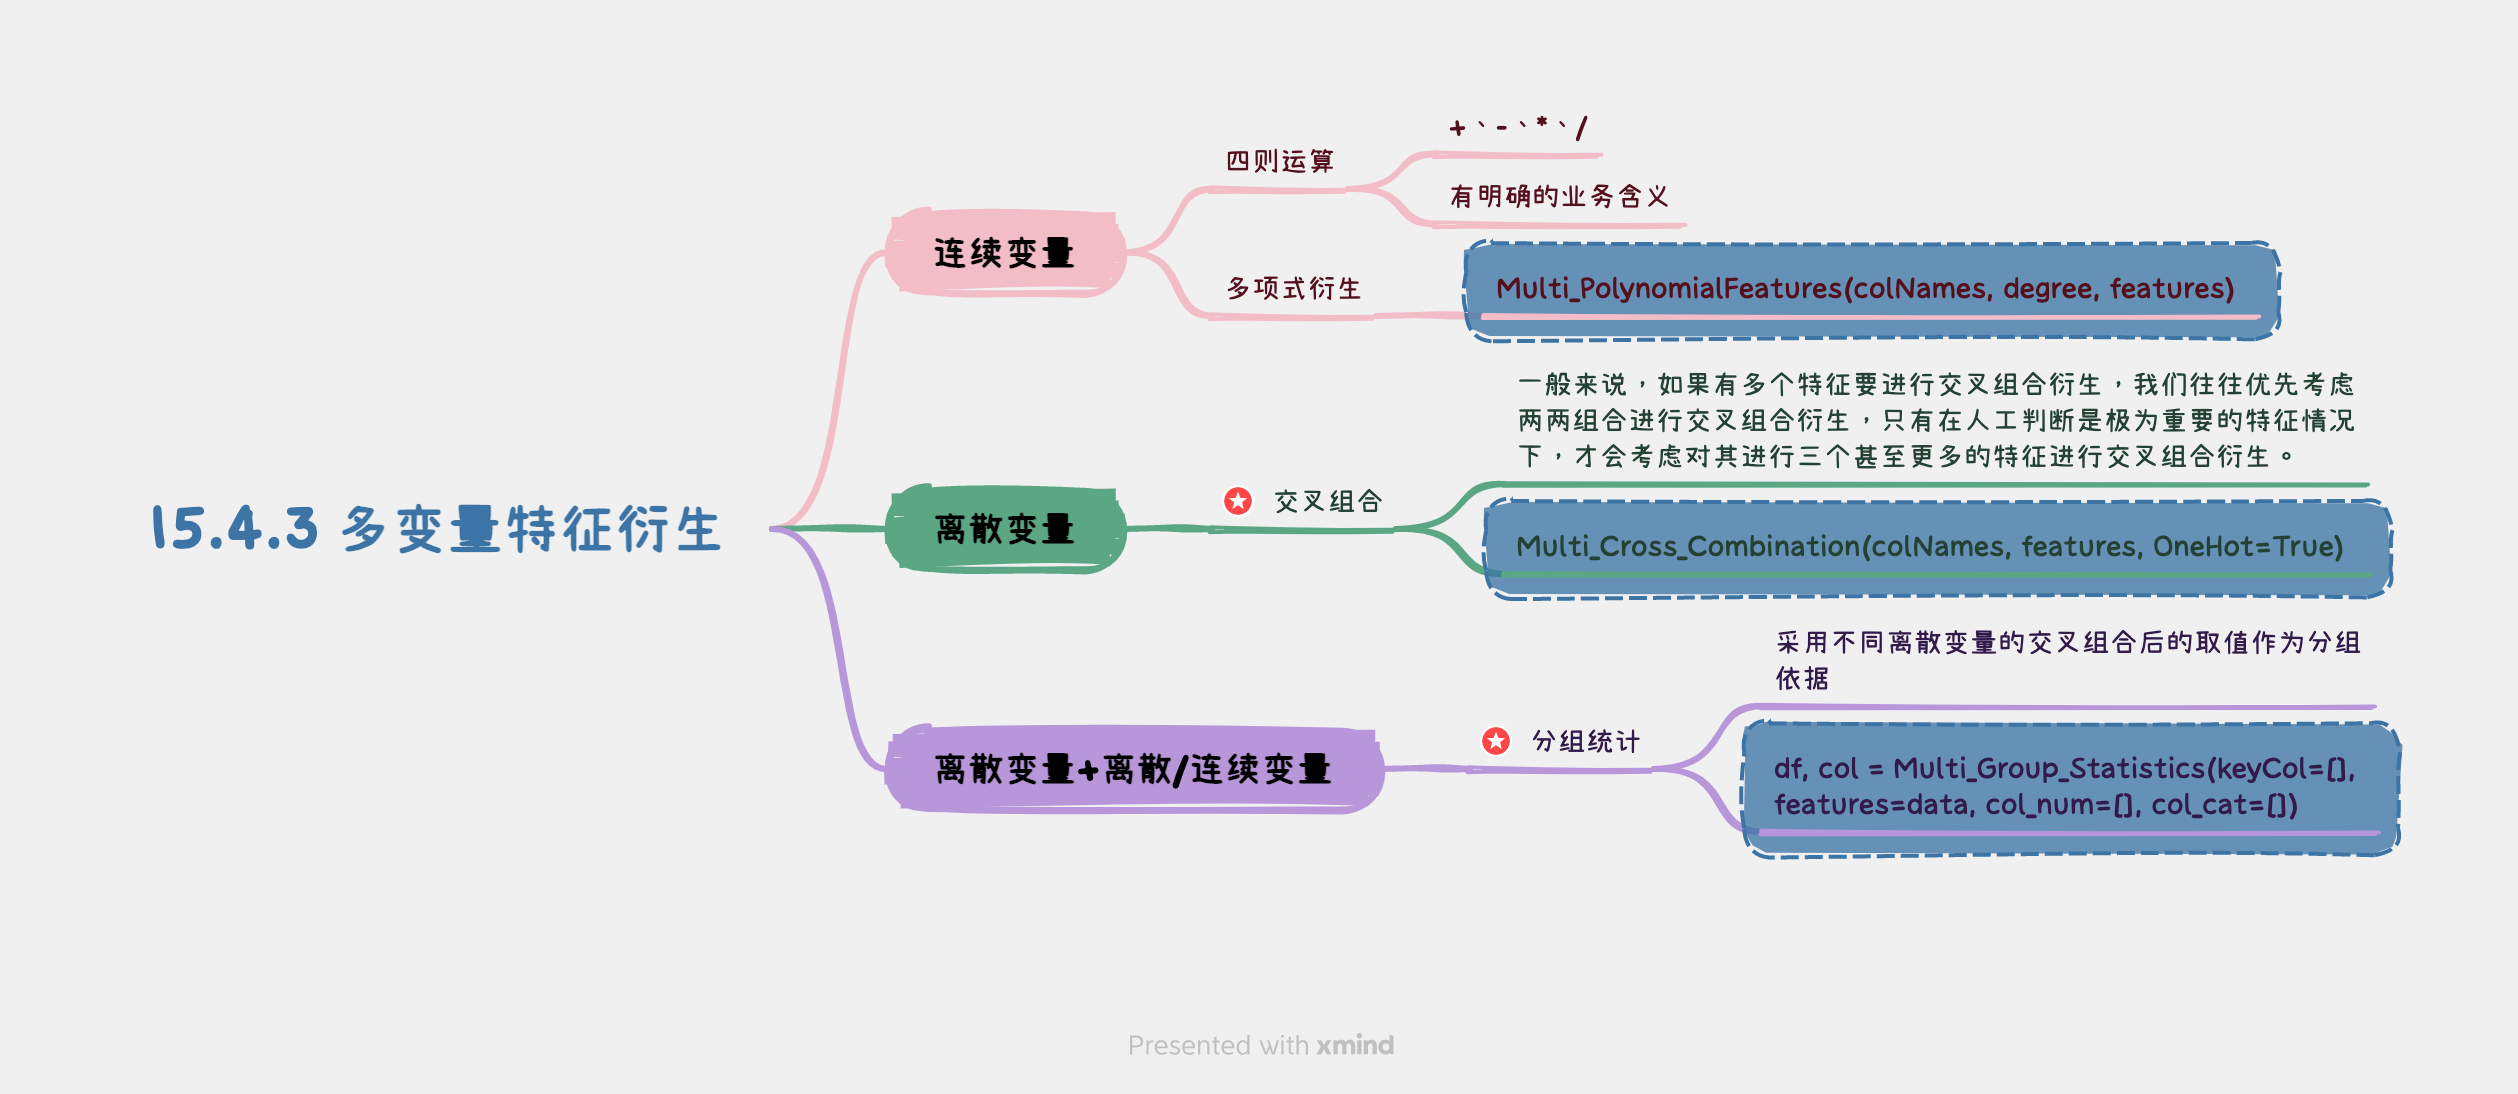 15.4.3 多变量特征衍生
连续变量
四则运算
+、-、*、/
有明确的业务含义
多项式衍生
Multi_PolynomialFeatures(colNames, degree, features)
离散变量
交叉组合
一般来说，如果有多个特征要进行交叉组合衍生，我们往往优先考虑
两两组合进行交叉组合衍生，只有在人工判断是极为重要的特征情况
下，才会考虑对其进行三个甚至更多的特征进行交叉组合衍生。
Multi_Cross_Combination(colNames, features, OneHot=True)
离散变量+离散/连续变量
分组统计
采用不同离散变量的交叉组合后的取值作为分组
依据
df, col = Multi_Group_Statistics(keyCol=[],
features=data, col_num=[], col_cat=[])
Presented with xmind